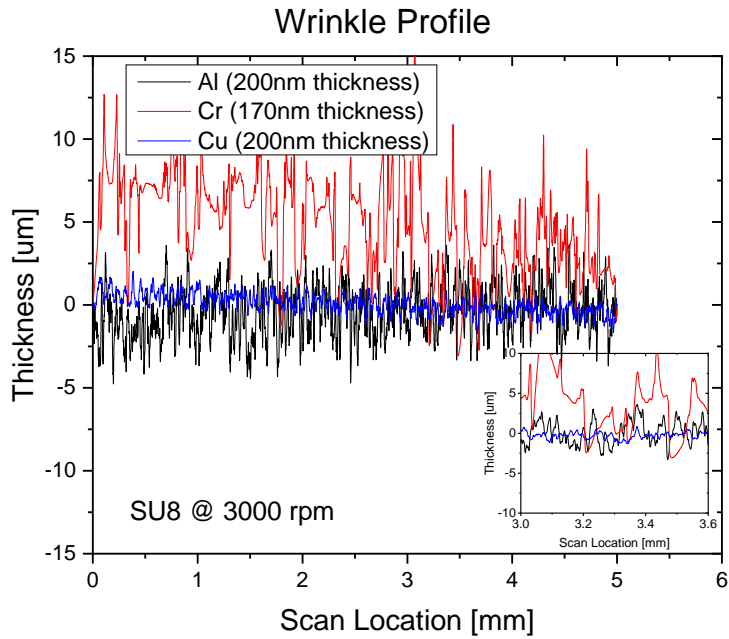 Wrinkle Profile
Al (200nm thickness)
Cr (170nm thickness)
Cu (200nm thickness)
15
10
5
0
-5
-10
-15
Thickness [um]
SU8 @ 3000 rpm
0
1
2
3
4
5
6
Scan Location [mm]
10
5
0
-5
-10
Thickness [um]
3.0
3.2
3.4
3.6
Scan Location [mm]